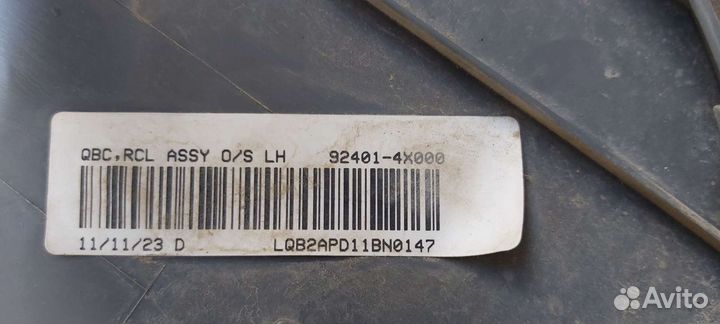 QBC,RCL ASSY O/S LH 92401-4X000
11/11/23 D LQB2APD11BN0147
Avito